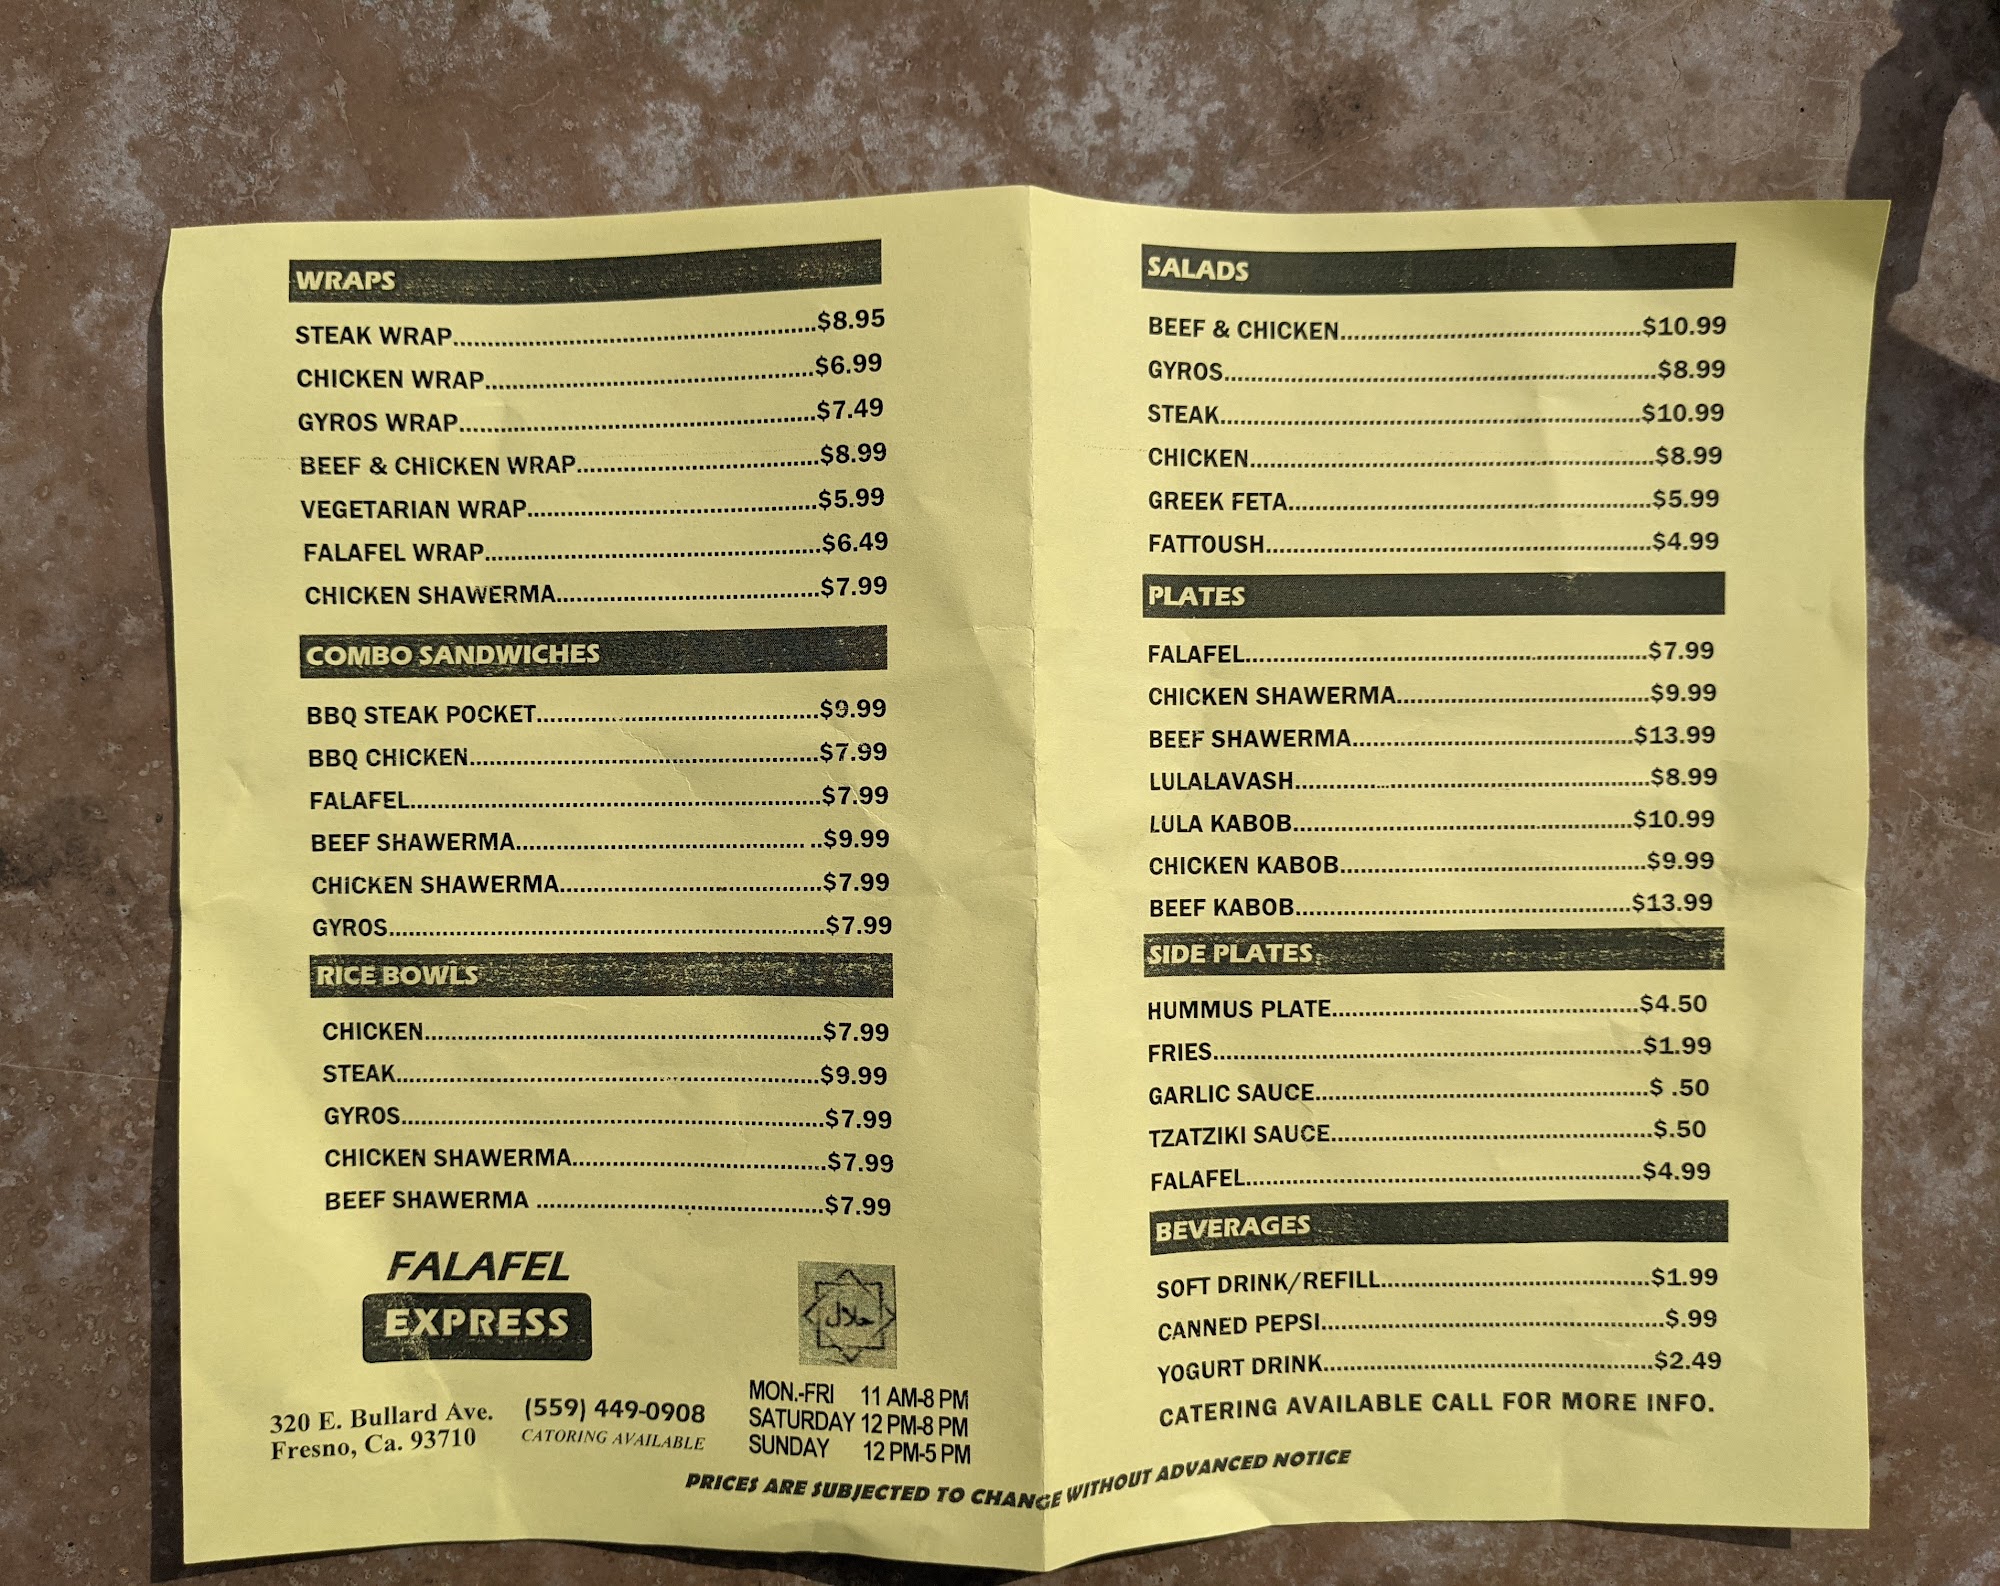 WRAPS
STEAK WRAP......................................................$8.95
CHICKEN WRAP.................................................$6.99
GYROS WRAP.....................................................$7.49
BEEF & CHICKEN WRAP....................................$8.99
VEGETARIAN WRAP...........................................$5.99
FALAFEL WRAP..................................................$6.49
CHICKEN SHAWERMA.......................................$7.99
COMBO SANDWICHES
BBQ STEAK POCKET..........................................$9.99
BBQ CHICKEN....................................................$7.99
FALAFEL.............................................................$7.99
BEEF SHAWERMA........................................... ..$9.99
CHICKEN SHAWERMA.......................................$7.99
GYROS.................................................................$7.99
RICE BOWLS
CHICKEN............................................................$7.99
STEAK................................................................$9.99
GYROS................................................................$7.99
CHICKEN SHAWERMA......................................$7.99
BEEF SHAWERMA ...........................................$7.99
FALAFEL
EXPRESS
حلال
320 E. Bullard Ave.
Fresno, Ca. 93710
(559) 449-0908
CATORING AVAILABLE
MON.-FRI 11 AM-8 PM
SATURDAY 12 PM-8 PM
SUNDAY 12 PM-5 PM
SALADS
BEEF & CHICKEN.............................................$10.99
GYROS.................................................................$8.99
STEAK...............................................................$10.99
CHICKEN.............................................................$8.99
GREEK FETA.......................................................$5.99
FATTOUSH..........................................................$4.99
PLATES
FALAFEL............................................................$7.99
CHICKEN SHAWERMA......................................$9.99
BEEF SHAWERMA..........................................$13.99
LULALAVASH.....................................................$8.99
LULA KABOB...................................................$10.99
CHICKEN KABOB..............................................$9.99
BEEF KABOB..................................................$13.99
SIDE PLATES
HUMMUS PLATE..............................................$4.50
FRIES................................................................$1.99
GARLIC SAUCE..................................................$ .50
TZATZIKI SAUCE................................................$.50
FALAFEL...........................................................$4.99
BEVERAGES
SOFT DRINK/REFILL........................................$1.99
CANNED PEPSI...................................................$.99
YOGURT DRINK.................................................$2.49
CATERING AVAILABLE CALL FOR MORE INFO.
PRICES ARE SUBJECTED TO CHANGE WITHOUT ADVANCED NOTICE